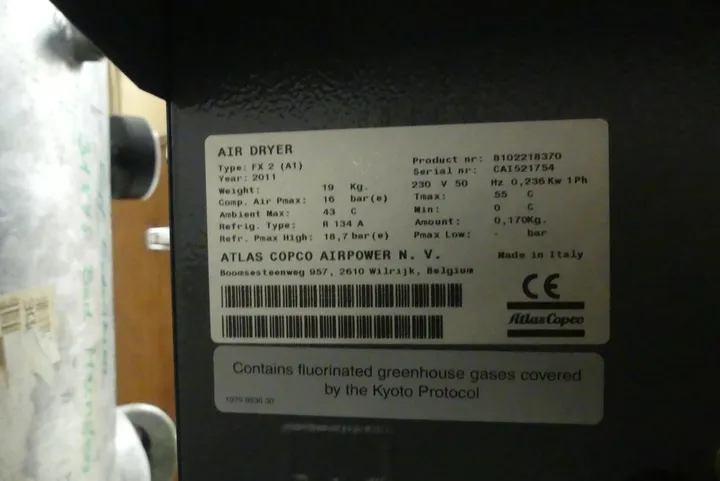 AIR DRYER
Type: FX 2 (A1) Product nr: 8102218370
Year: 2011 Serial nr: CAI521754
230 V 50 Hz 0,236 Kw 1Ph
Weight: 19 Kg. Tmax: 55 C
Comp. Air Pmax: 16 bar(e) Min: 0 C
Ambient Max: 43 C Amount: 0,170Kg.
Refrig. Type: R 134 A Pmax Low: - bar
Refr. Pmax High: 18,7 bar(e)
ATLAS COPCO AIRPOWER N. V. Made in Italy
Boomsesteenweg 957, 2610 Wilrijk, Belgium
CE
Atlas Copco
Contains fluorinated greenhouse gases covered
by the Kyoto Protocol